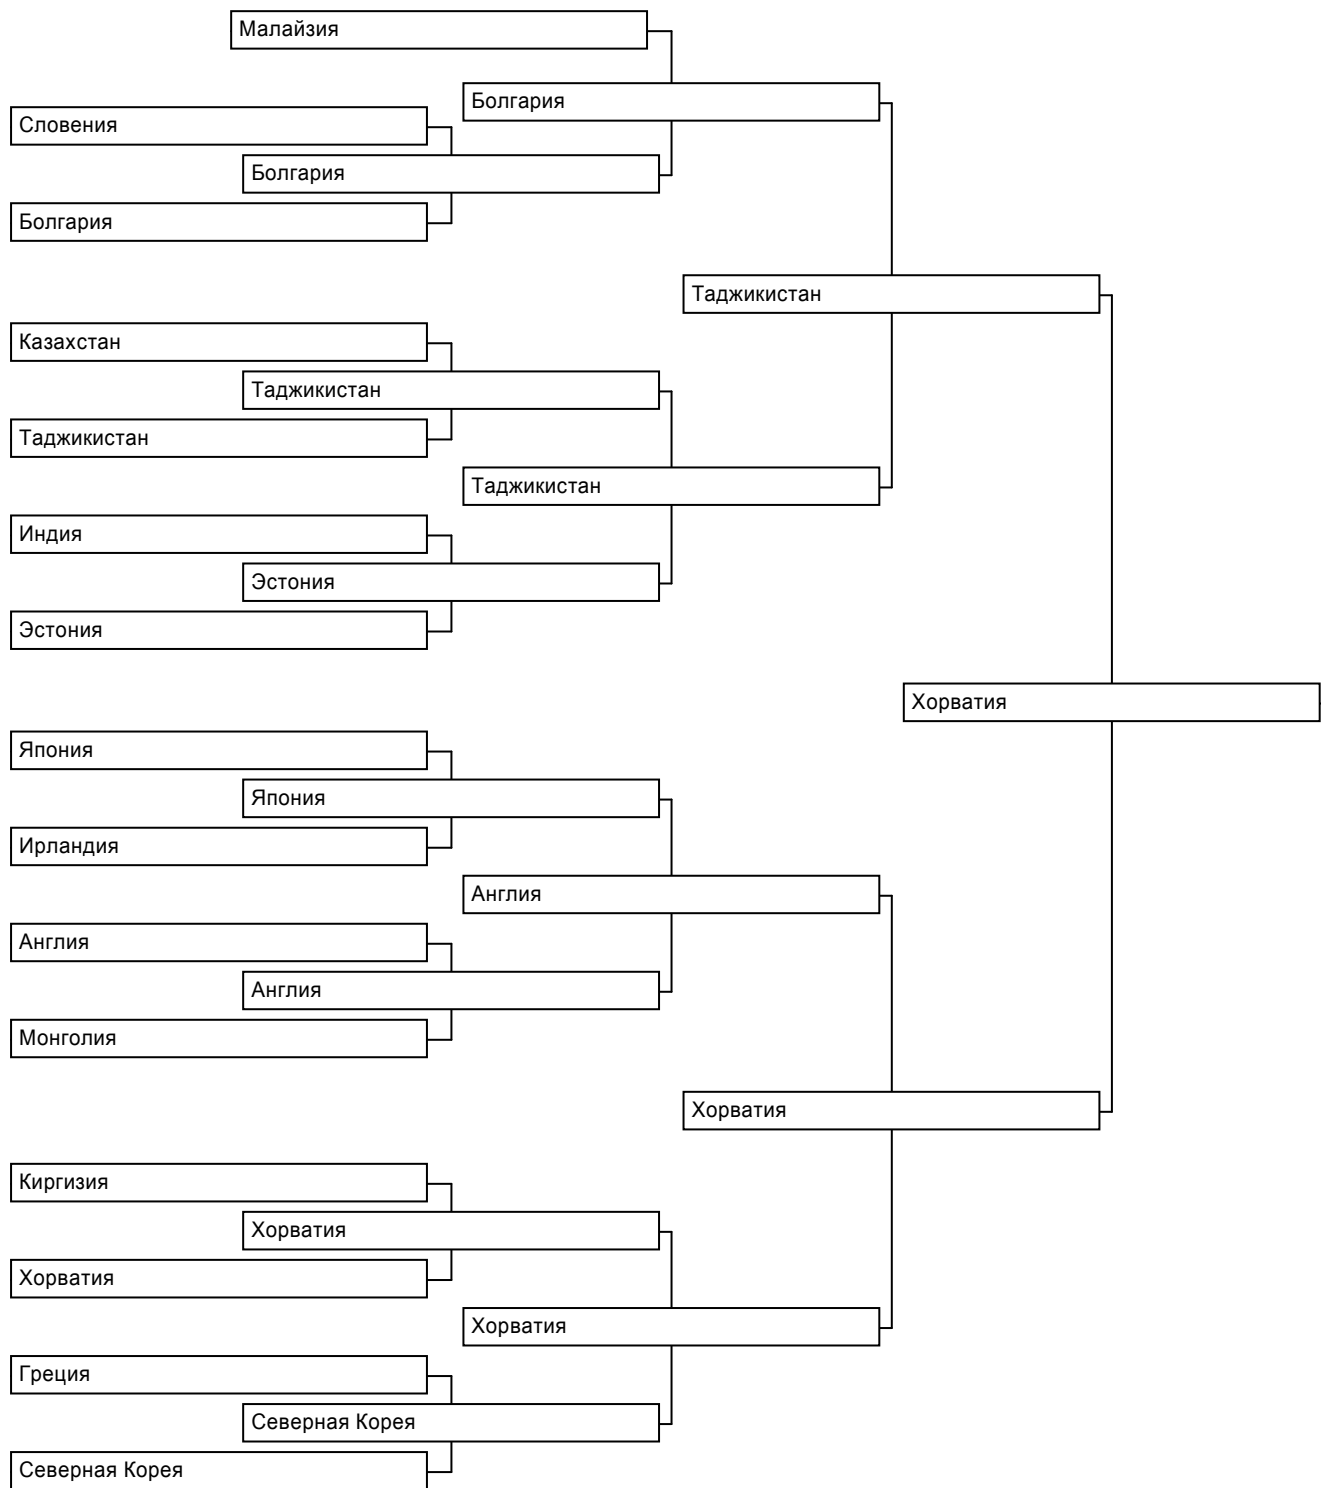 Малайзия
Болгария
Словения
Болгария
Болгария
Таджикистан
Казахстан
Таджикистан
Таджикистан
Таджикистан
Индия
Эстония
Эстония
Хорватия
Япония
Япония
Ирландия
Англия
Англия
Англия
Монголия
Хорватия
Киргизия
Хорватия
Хорватия
Хорватия
Греция
Северная Корея
Северная Корея